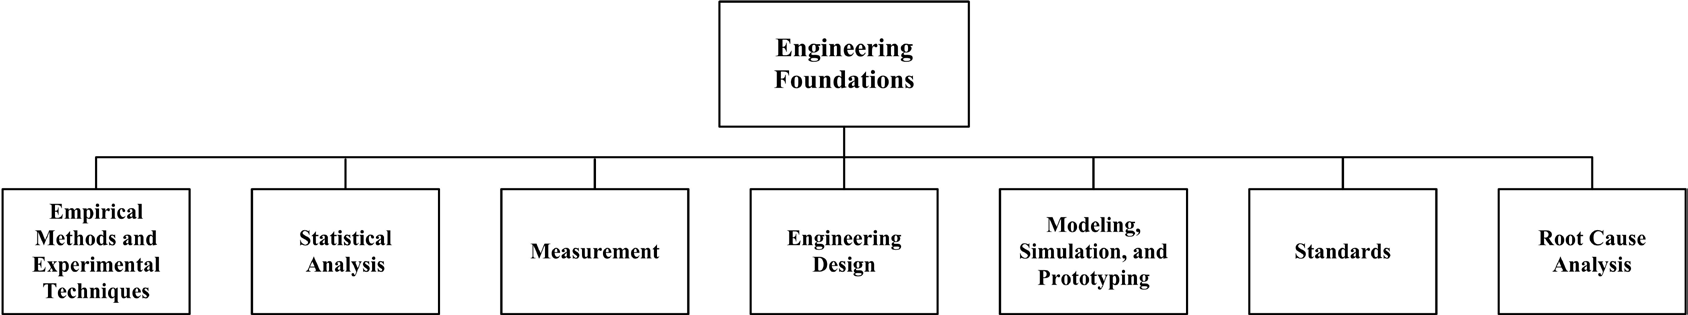 Engineering
Foundations
Empirical
Methods and
Experimental
Techniques
Statistical
Analysis
Measurement
Engineering
Design
Modeling,
Simulation, and
Prototyping
Standards
Root Cause
Analysis